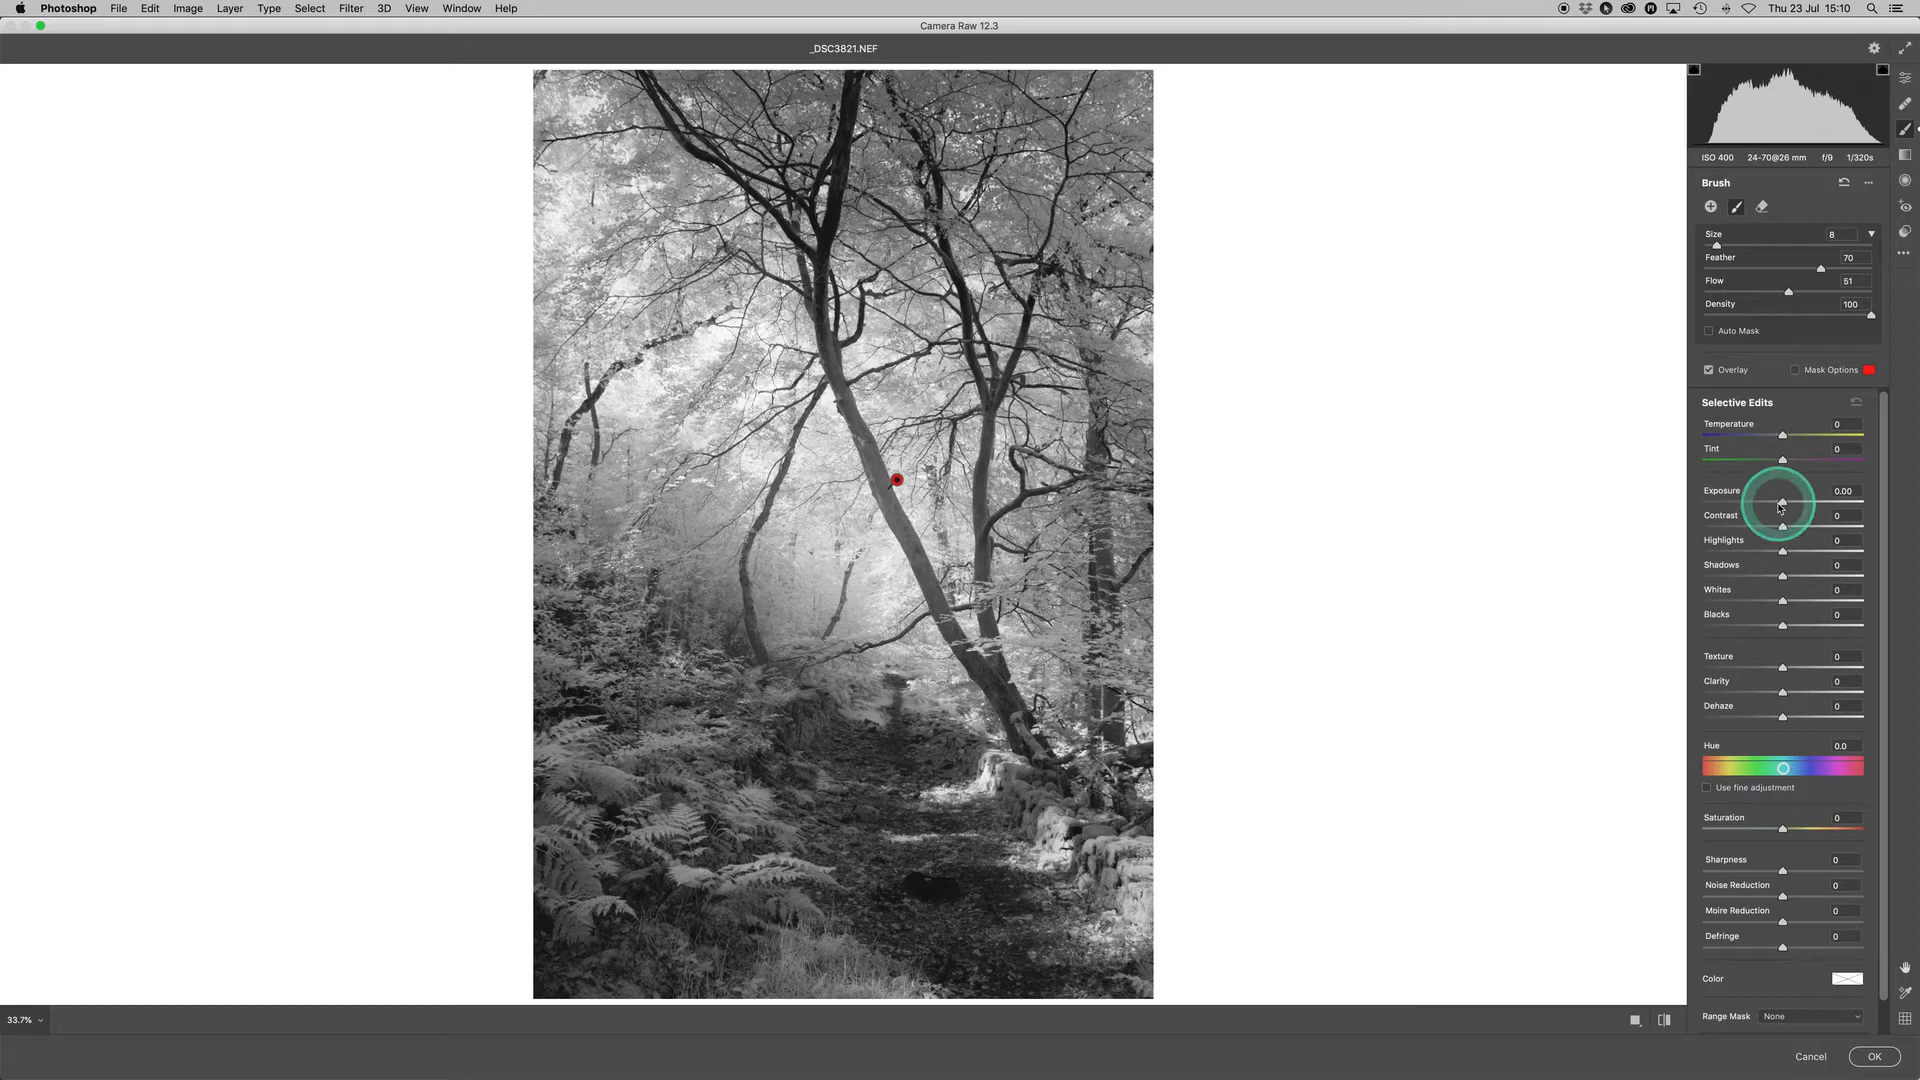 Photoshop File Edit Image Layer Type Select Filter 3D View Window Help Thu 23 Jul 15:10
Camera Raw 12.3
_DSC3821.NEF
ISO 400 24-70@26 mm f/9 1/320s
Brush
Size 8
Feather 70
Flow 51
Density 100
Auto Mask
Overlay Mask Options
Selective Edits
Temperature 0
Tint 0
Exposure 0.00
Contrast 0
Highlights 0
Shadows 0
Whites 0
Blacks 0
Texture 0
Clarity 0
Dehaze 0
Hue 0.0
Use fine adjustment
Saturation 0
Sharpness 0
Noise Reduction 0
Moire Reduction 0
Defringe 0
Color
Range Mask None
33.7%
Cancel OK